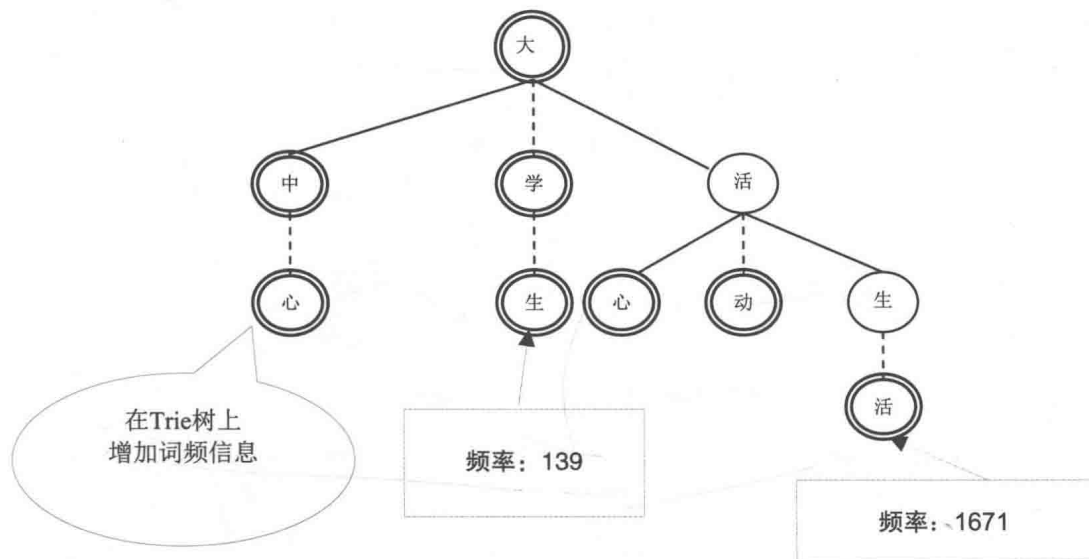 大
中
学
活
心
生
心
动
生
活
在Trie树上
增加词频信息
频率：139
频率：1671